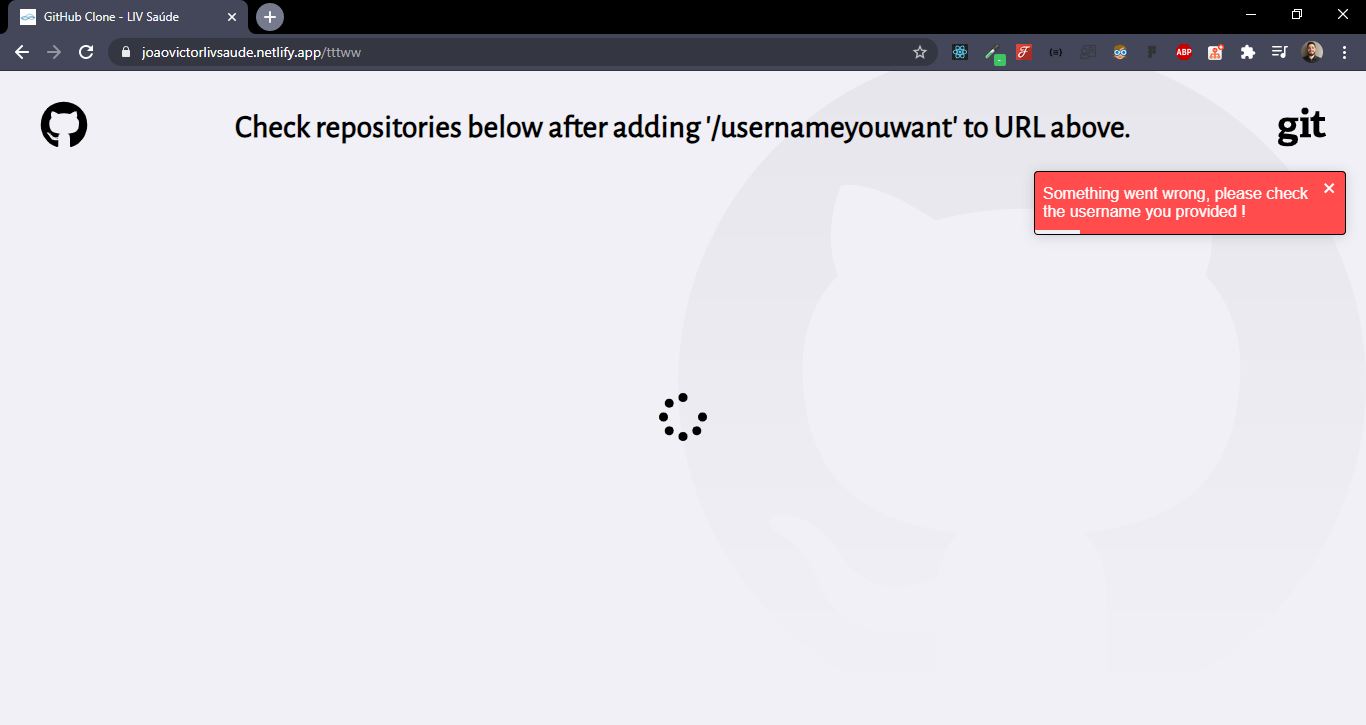 GitHub Clone - LIV Saúde
joaovictorlivsaude.netlify.app/tttww
ABP
Check repositories below after adding '/usernameyouwant' to URL above.
git
Something went wrong, please check
the username you provided !